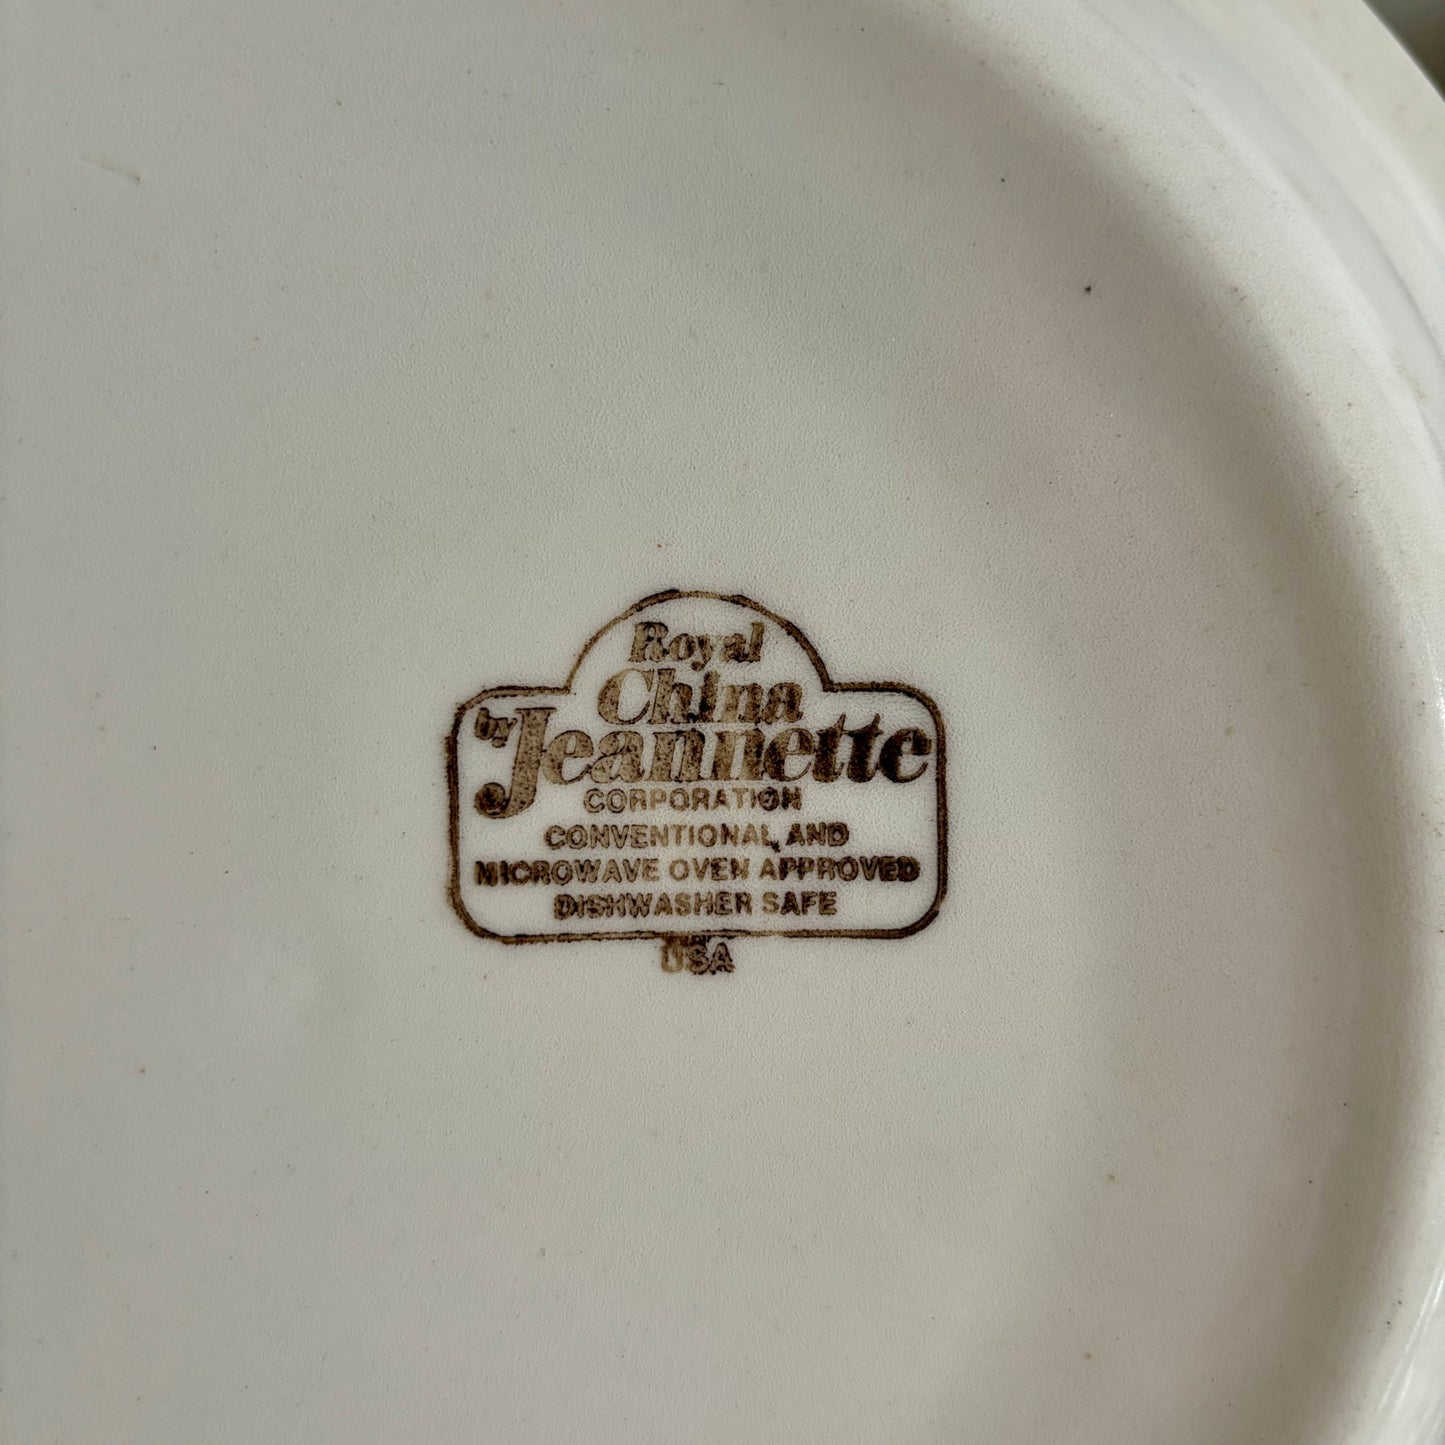 Royal
China
by Jeannette
® CORPORATION
CONVENTIONAL AND
MICROWAVE OVEN APPROVED
DISHWASHER SAFE
USA